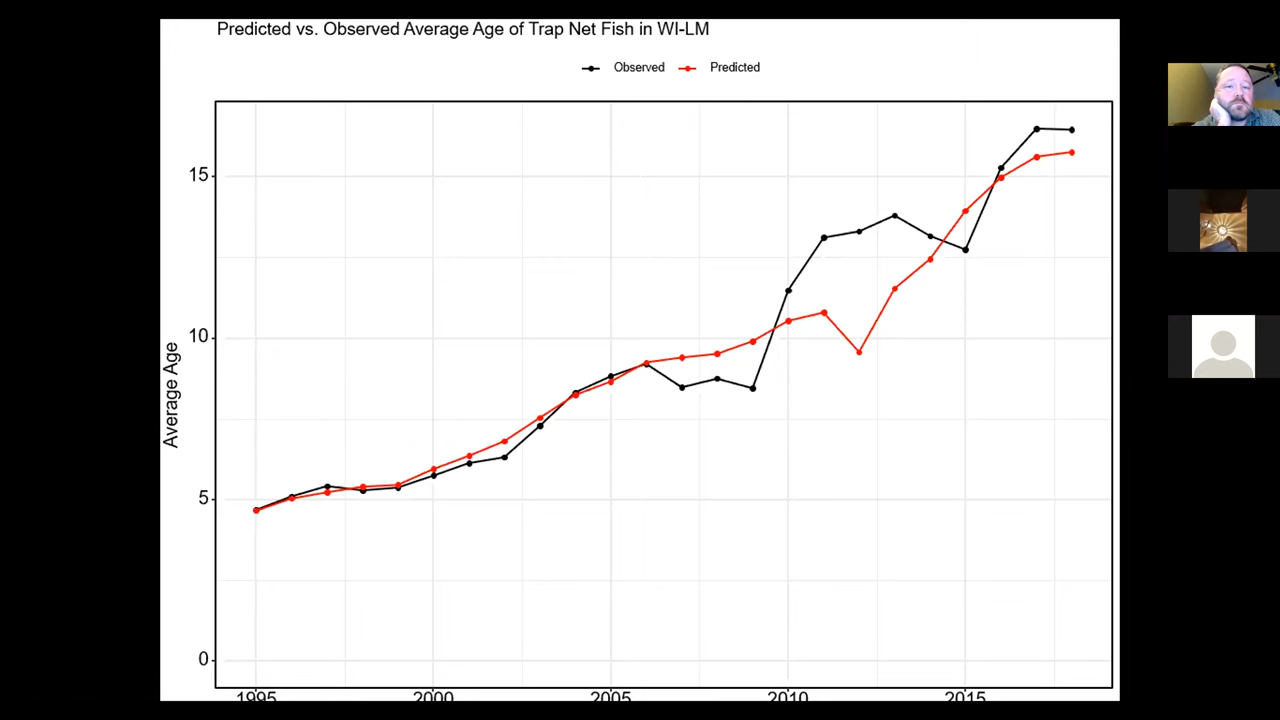 Predicted vs. Observed Average Age of Trap Net Fish in WI-LM
Observed Predicted
Average Age
15
10
5
0
1995 2000 2005 2010 2015